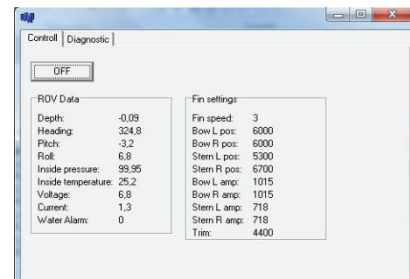 Controll Diagnostic
OFF
ROV Data
Depth: -0,09
Heading: 324,8
Pitch: -3,2
Roll: 6,8
Inside pressure: 99,95
Inside temperature: 25,2
Voltage: 6,8
Current: 1,3
Water Alarm: 0
Fin settings
Fin speed: 3
Bow L pos: 6000
Bow R pos: 6000
Stern L pos: 5300
Stern R pos: 6700
Bow L amp: 1015
Bow R amp: 1015
Stern L amp: 718
Stern R amp: 718
Trim: 4400